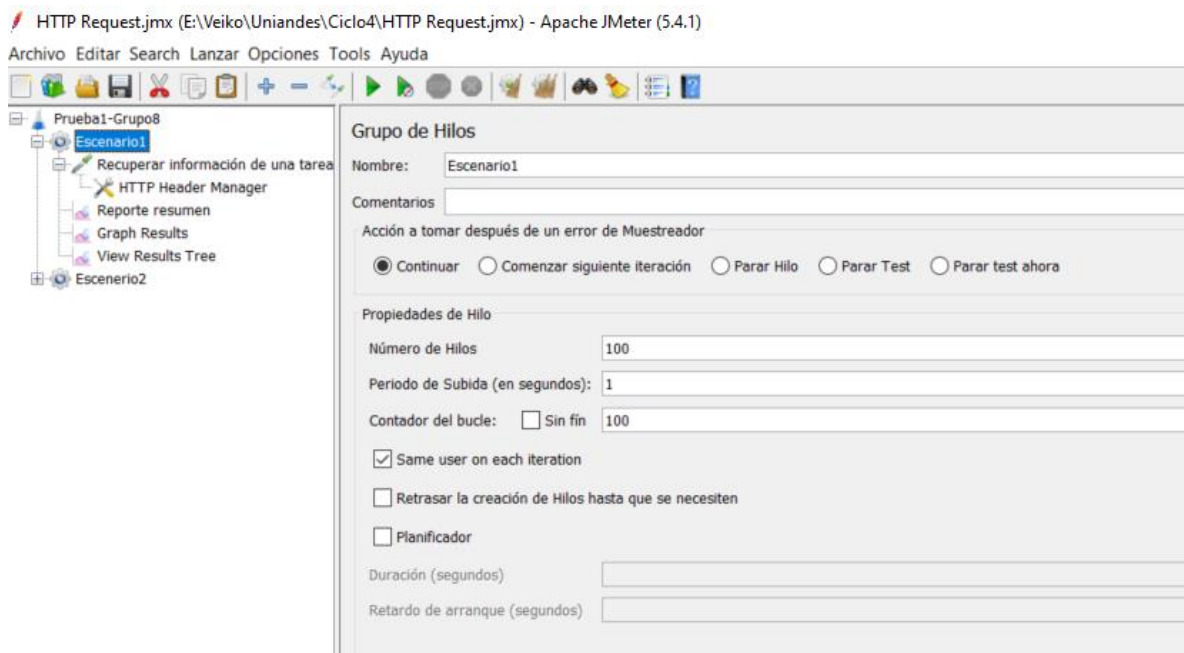 HTTP Request.jmx (E:\Veiko\Uniandes\Ciclo4\HTTP Request.jmx) - Apache JMeter (5.4.1)
Archivo Editar Search Lanzar Opciones Tools Ayuda
Prueba1-Grupo8
Escenario1
Recuperar información de una tarea
HTTP Header Manager
Reporte resumen
Graph Results
View Results Tree
Escenerio2
Grupo de Hilos
Nombre: Escenario1
Comentarios
Acción a tomar después de un error de Muestreador
Continuar Comenzar siguiente iteración Parar Hilo Parar Test Parar test ahora
Propiedades de Hilo
Número de Hilos 100
Periodo de Subida (en segundos): 1
Contador del bucle: Sin fín 100
Same user on each iteration
Retrasar la creación de Hilos hasta que se necesiten
Planificador
Duración (segundos)
Retardo de arranque (segundos)